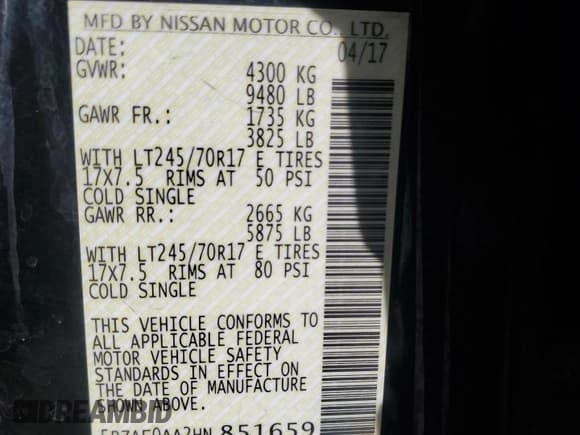 MFD BY NISSAN MOTOR CO., LTD.
DATE: 04/17
GVWR: 4300 KG
9480 LB
GAWR FR.: 1735 KG
3825 LB
WITH LT245/70R17 E TIRES
17X7.5 RIMS AT 50 PSI
COLD SINGLE
GAWR RR.: 2665 KG
5875 LB
WITH LT245/70R17 E TIRES
17X7.5 RIMS AT 80 PSI
COLD SINGLE
THIS VEHICLE CONFORMS TO
ALL APPLICABLE FEDERAL
MOTOR VEHICLE SAFETY
STANDARDS IN EFFECT ON
THE DATE OF MANUFACTURE
SHOWN ABOVE.
851659
DREAMBID